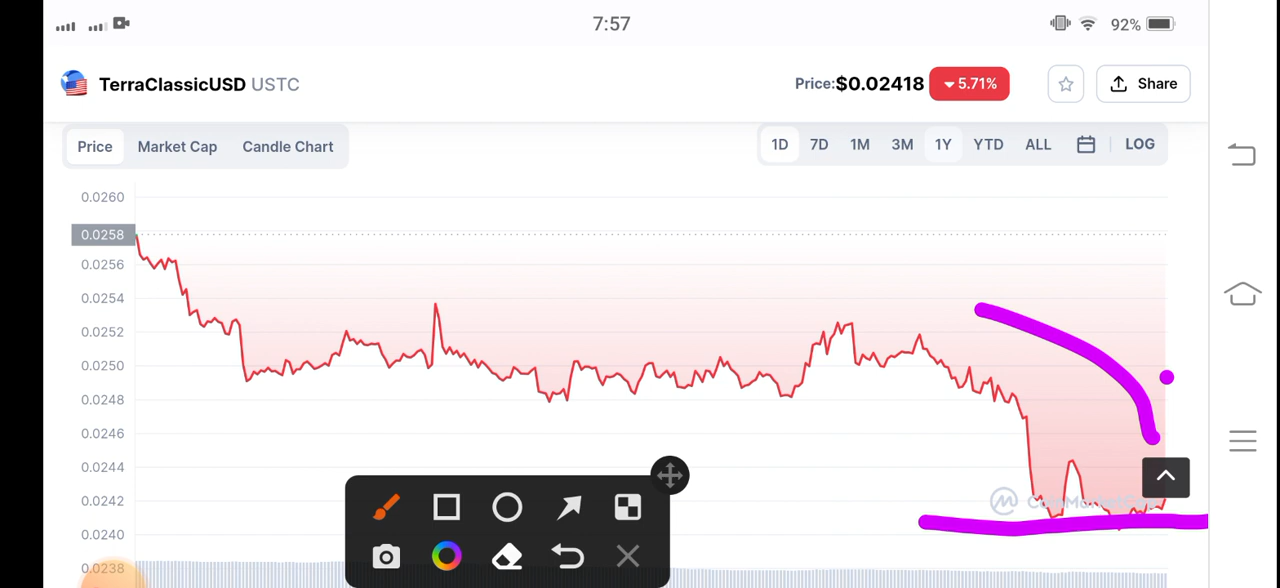 7:57
92%
TerraClassicUSD USTC
Price:$0.02418 5.71%
Share
Price Market Cap Candle Chart
1D 7D 1M 3M 1Y YTD ALL LOG
0.0260
0.0258
0.0256
0.0254
0.0252
0.0250
0.0248
0.0246
0.0244
0.0242
0.0240
0.0238